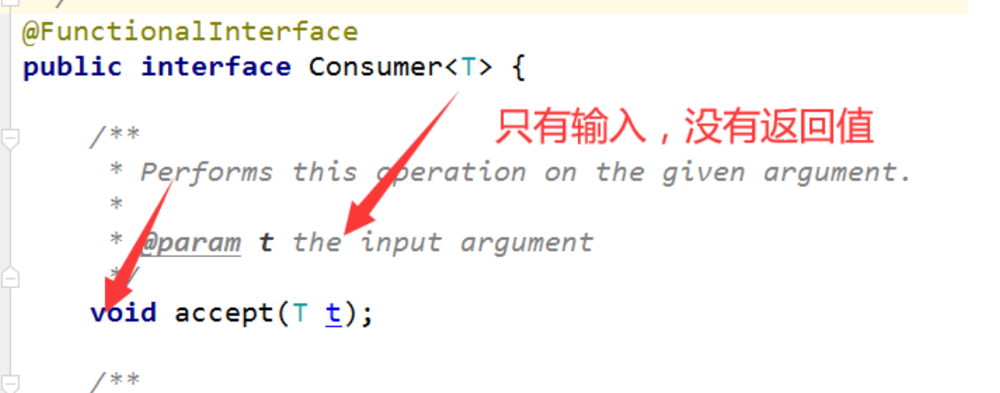 @FunctionalInterface
public interface Consumer<T> {
/**
只有输入，没有返回值
* Performs this operation on the given argument.
*
* @param t the input argument
*/
void accept(T t);
/**